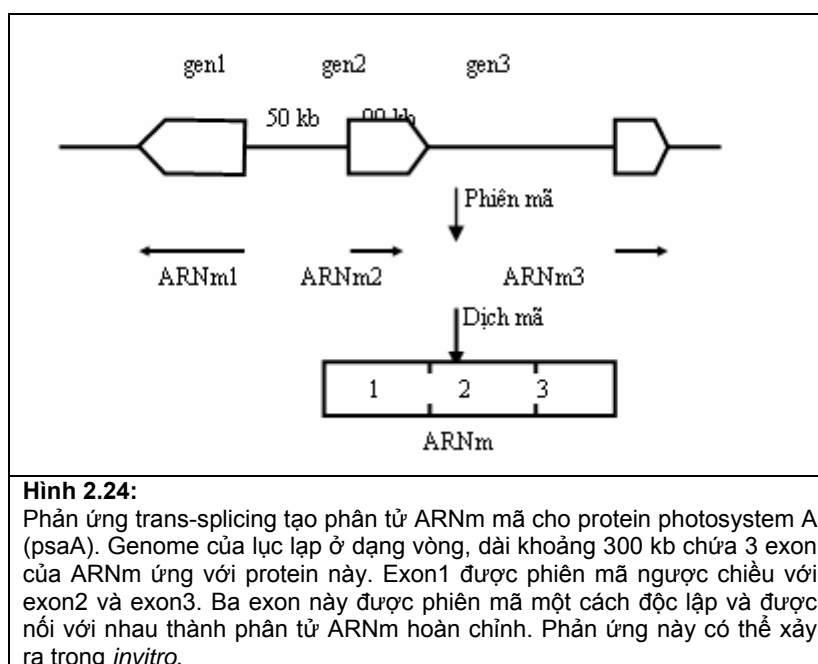 gen1 gen2 gen3
50 kb 00 kb
Phiên mã
ARNm1 ARNm2 ARNm3
Dịch mã
1 2 3
ARNm
Hình 2.24:
Phản ứng trans-splicing tạo phân tử ARNm mã cho protein photosystem A
(psaA). Genome của lục lạp ở dạng vòng, dài khoảng 300 kb chứa 3 exon
của ARNm ứng với protein này. Exon1 được phiên mã ngược chiều với
exon2 và exon3. Ba exon này được phiên mã một cách độc lập và được
nối với nhau thành phân tử ARNm hoàn chỉnh. Phản ứng này có thể xảy
ra trong invitro.